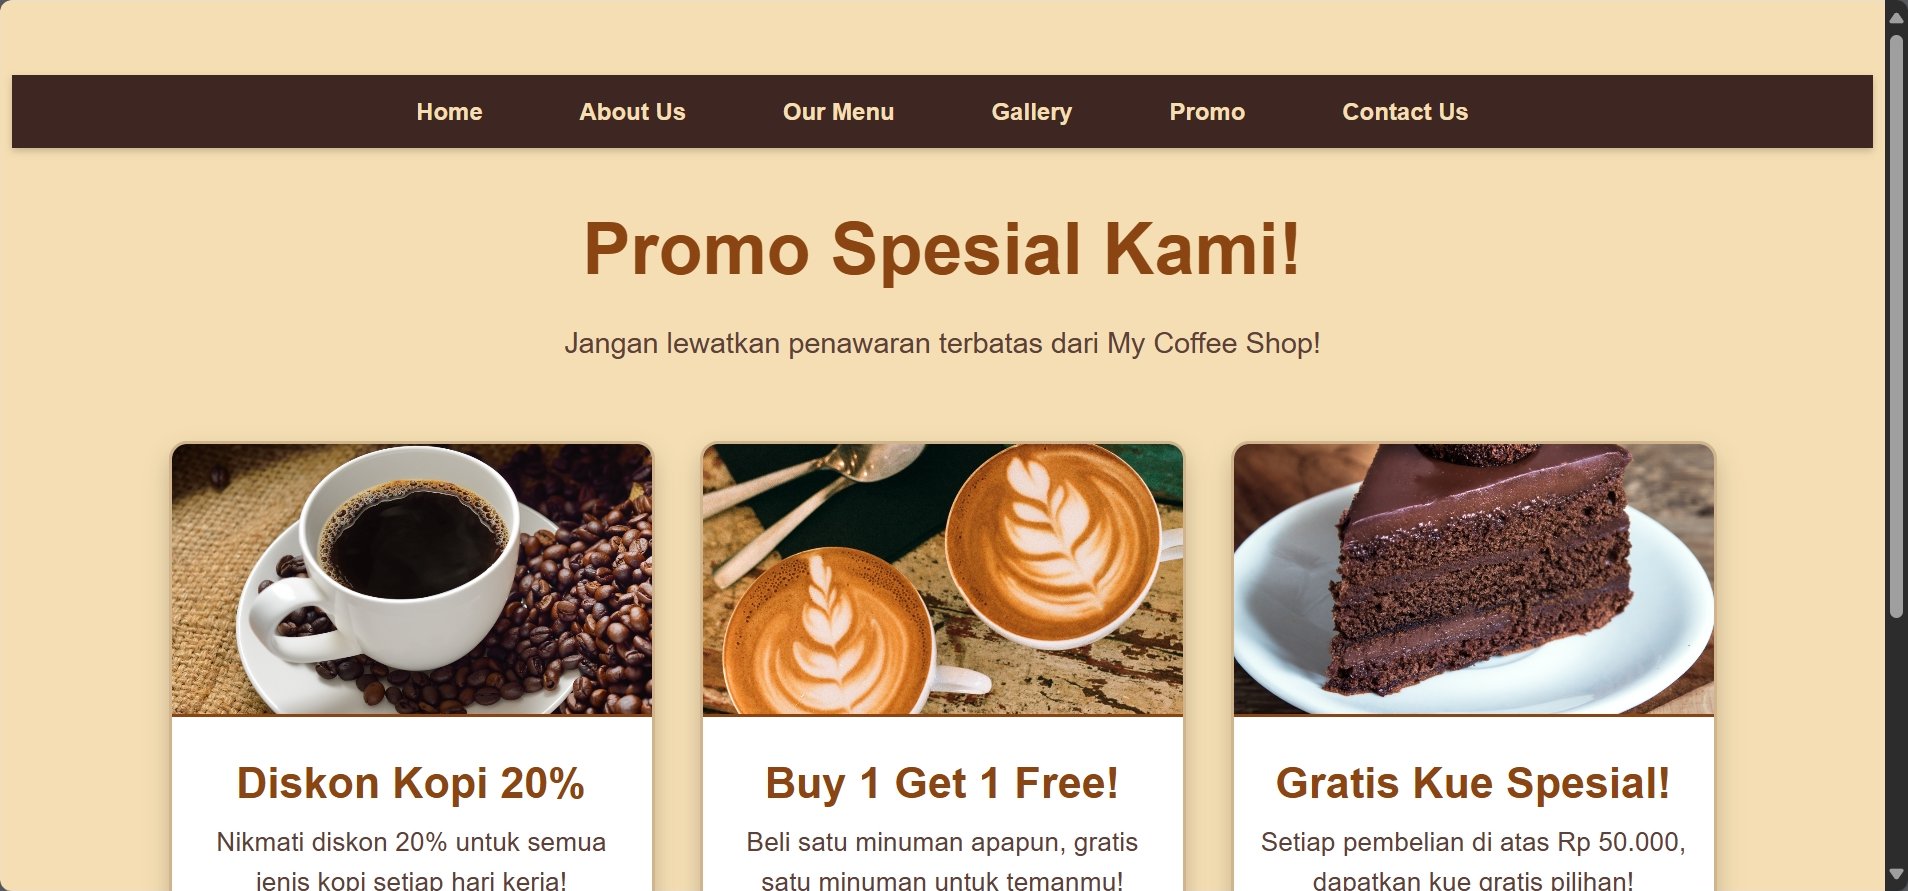 Home About Us Our Menu Gallery Promo Contact Us
Promo Spesial Kami!
Jangan lewatkan penawaran terbatas dari My Coffee Shop!
Diskon Kopi 20%
Nikmati diskon 20% untuk semua
jenis kopi setiap hari kerja!
Buy 1 Get 1 Free!
Beli satu minuman apapun, gratis
satu minuman untuk temanmu!
Gratis Kue Spesial!
Setiap pembelian di atas Rp 50.000,
dapatkan kue gratis pilihan!